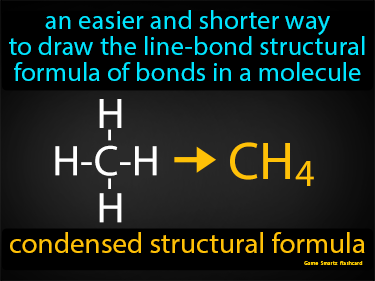 an easier and shorter way
to draw the line-bond structural
formula of bonds in a molecule
H
H-C-H → CH₄
H
condensed structural formula
Game Smartz Flashcard